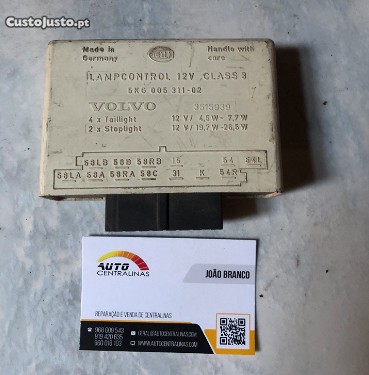 CustoJusto.pt
Made in
Germany
HELLA
Handle with
care
LAMPCONTROL 12V CLASS 3
5KG 005 311-02
VOLVO
4 x Taillight 12 V/ 4,5W - 7,7W
2 x Stoplight 12 V/ 19,7W-26,8W
58LB 58B 58RB 15 54 54L
58LA 58A 58RA 58C 31 K 54R
AUTO
CENTRALINAS
JOÃO BRANCO
REPARAÇÃO E VENDA DE CENTRALINAS